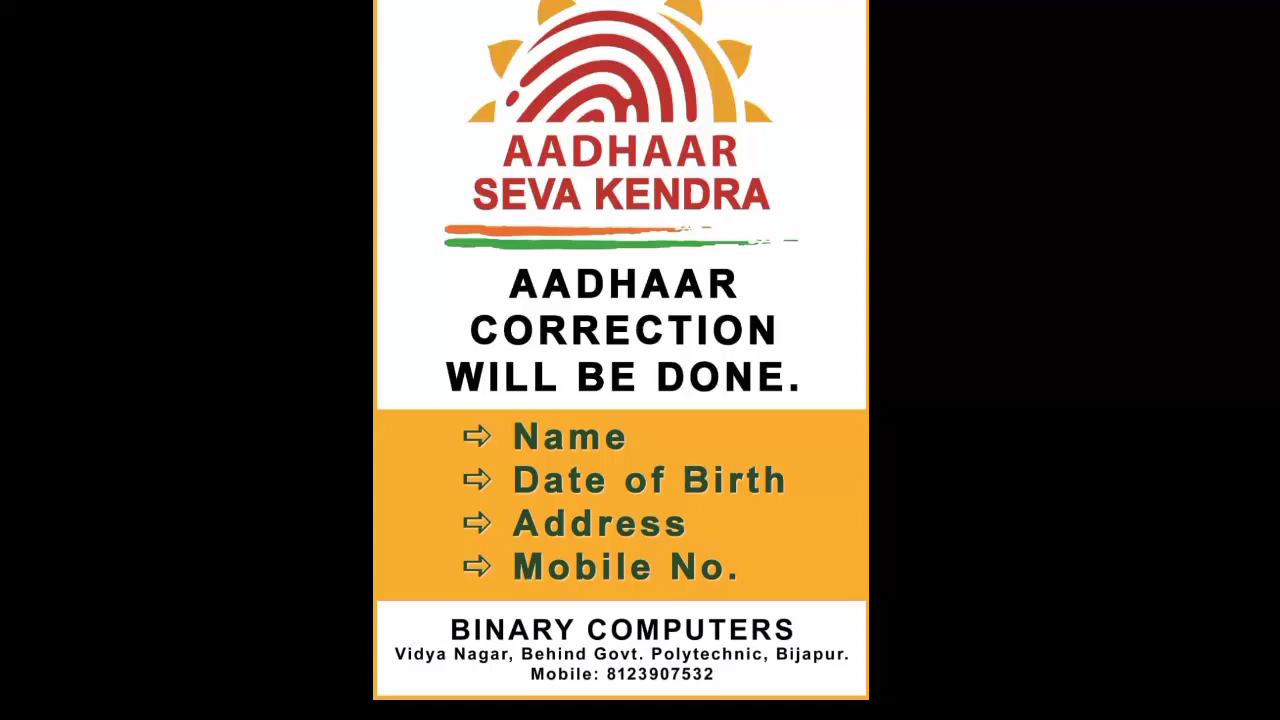 AADHAAR
SEVA KENDRA
AADHAAR
CORRECTION
WILL BE DONE.
⇨ Name
⇨ Date of Birth
⇨ Address
⇨ Mobile No.
BINARY COMPUTERS
Vidya Nagar, Behind Govt. Polytechnic, Bijapur.
Mobile: 8123907532